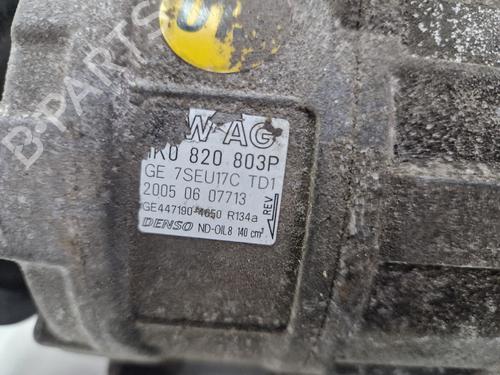 W AG
1K0 820 803P
GE 7SEU17C TD1
2005 06 07713
GE447190-4650 R134a
DENSO ND-OIL8 140 cm³
REV
B-PARTS